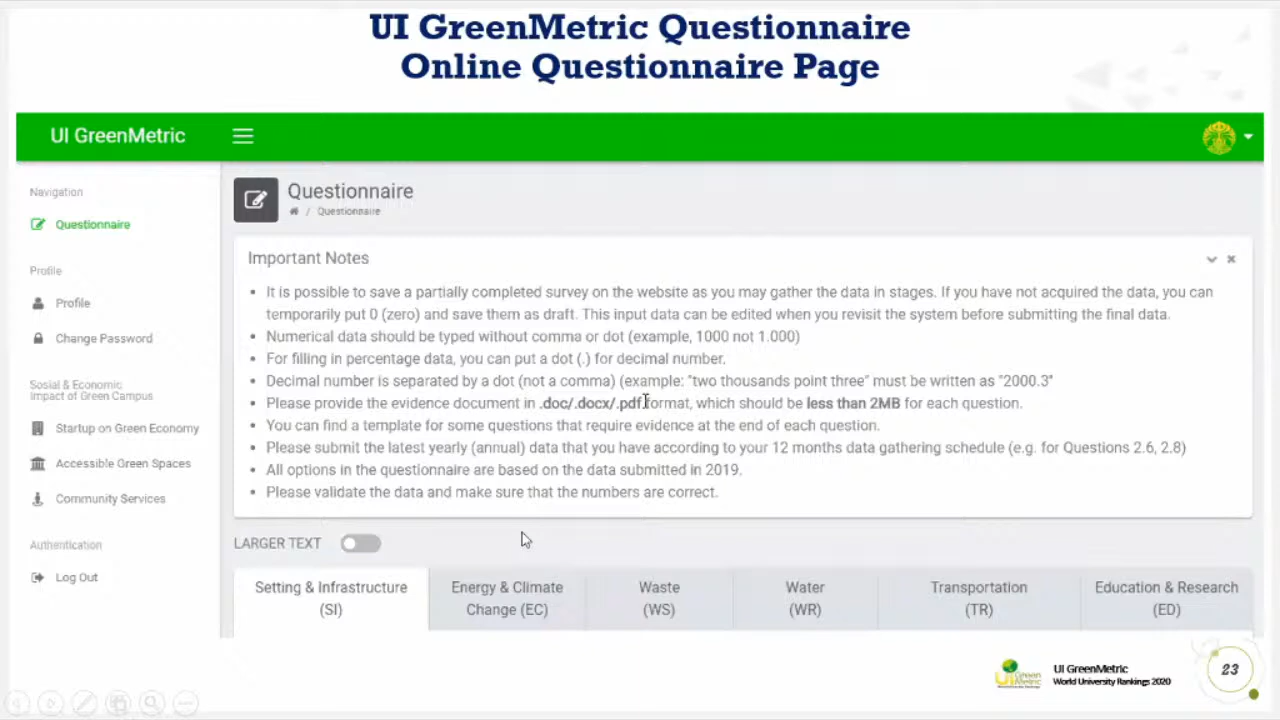 UI GreenMetric Questionnaire
Online Questionnaire Page
UI GreenMetric
Navigation
Questionnaire
Profile
Profile
Change Password
Sosial & Economic
Impact of Green Campus
Startup on Green Economy
Accessible Green Spaces
Community Services
Authentication
Log Out
Questionnaire
/ Questionnaire
Important Notes
It is possible to save a partially completed survey on the website as you may gather the data in stages. If you have not acquired the data, you can
temporarily put 0 (zero) and save them as draft. This input data can be edited when you revisit the system before submitting the final data.
Numerical data should be typed without comma or dot (example, 1000 not 1.000)
For filling in percentage data, you can put a dot (.) for decimal number.
Decimal number is separated by a dot (not a comma) (example: "two thousands point three" must be written as "2000.3"
Please provide the evidence document in .doc/.docx/.pdf format, which should be less than 2MB for each question.
You can find a template for some questions that require evidence at the end of each question.
Please submit the latest yearly (annual) data that you have according to your 12 months data gathering schedule (e.g. for Questions 2.6, 2.8)
All options in the questionnaire are based on the data submitted in 2019.
Please validate the data and make sure that the numbers are correct.
LARGER TEXT
Setting & Infrastructure
(SI)
Energy & Climate
Change (EC)
Waste
(WS)
Water
(WR)
Transportation
(TR)
Education & Research
(ED)
UI Green
Metric
UI GreenMetric
World University Rankings 2020
23